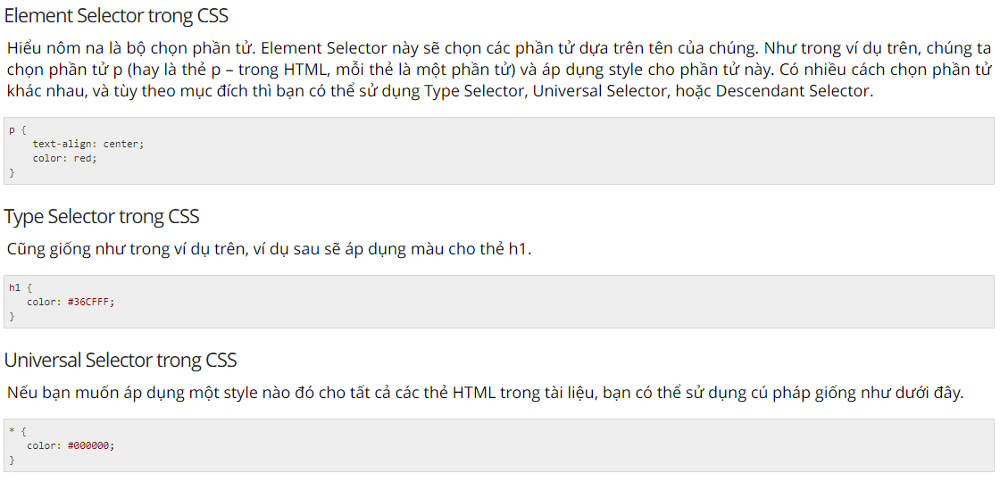 Element Selector trong CSS
Hiểu nôm na là bộ chọn phần tử. Element Selector này sẽ chọn các phần tử dựa trên tên của chúng. Như trong ví dụ trên, chúng ta
chọn phần tử p (hay là thẻ p – trong HTML, mỗi thẻ là một phần tử) và áp dụng style cho phần tử này. Có nhiều cách chọn phần tử
khác nhau, và tùy theo mục đích thì bạn có thể sử dụng Type Selector, Universal Selector, hoặc Descendant Selector.
p {
    text-align: center;
    color: red;
}
Type Selector trong CSS
Cũng giống như trong ví dụ trên, ví dụ sau sẽ áp dụng màu cho thẻ h1.
h1 {
   color: #36CFFF;
}
Universal Selector trong CSS
Nếu bạn muốn áp dụng một style nào đó cho tất cả các thẻ HTML trong tài liệu, bạn có thể sử dụng cú pháp giống như dưới đây.
* {
   color: #000000;
}